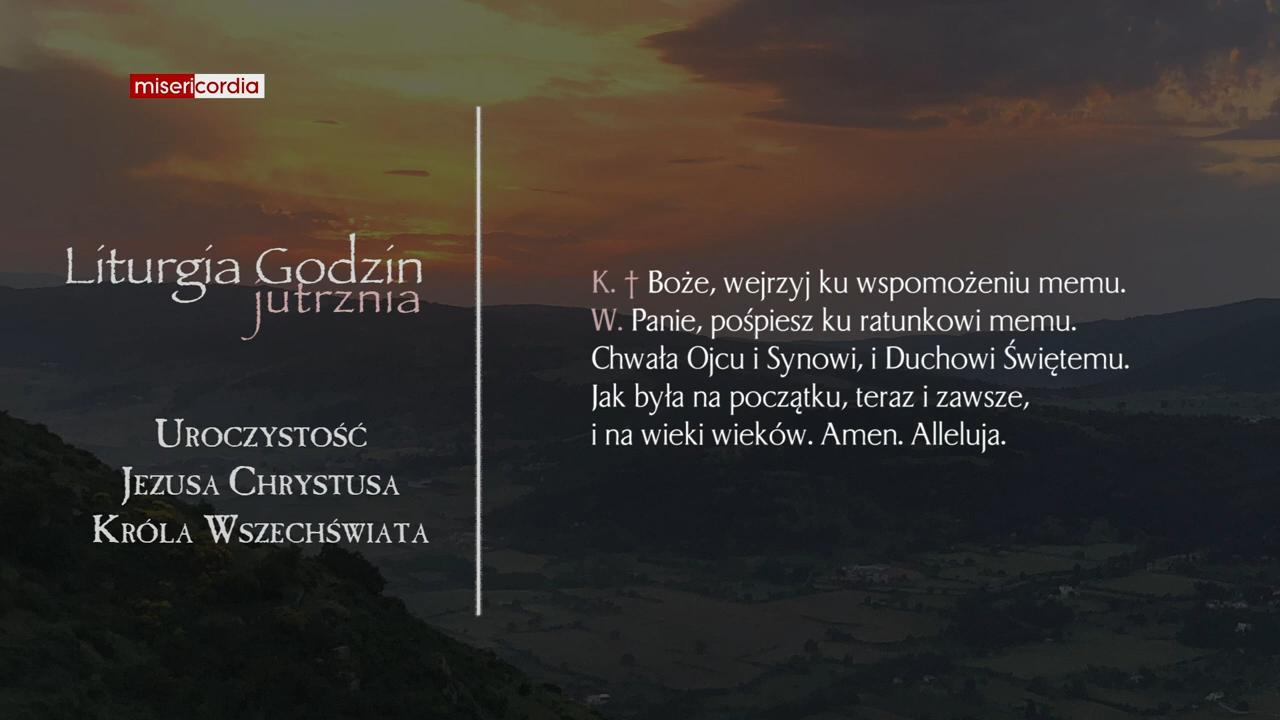 misericordia
Liturgia Godzin
jutrznia
Uroczystość
Jezusa Chrystusa
Króla Wszechświata
K. † Boże, wejrzyj ku wspomożeniu memu.
W. Panie, pośpiesz ku ratunkowi memu.
Chwała Ojcu i Synowi, i Duchowi Świętemu.
Jak była na początku, teraz i zawsze,
i na wieki wieków. Amen. Alleluja.